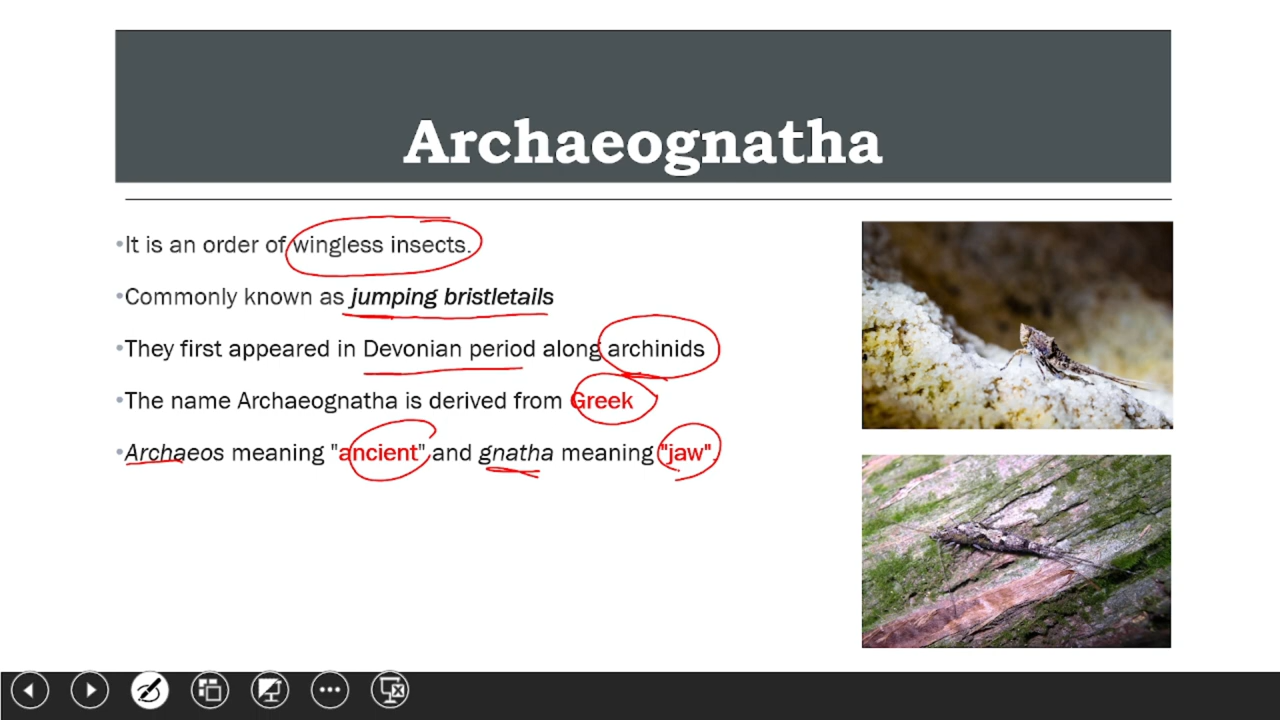 Archaeognatha
•It is an order of wingless insects.
•Commonly known as jumping bristletails
•They first appeared in Devonian period along archinids
•The name Archaeognatha is derived from Greek
•Archaeos meaning "ancient" and gnatha meaning "jaw".